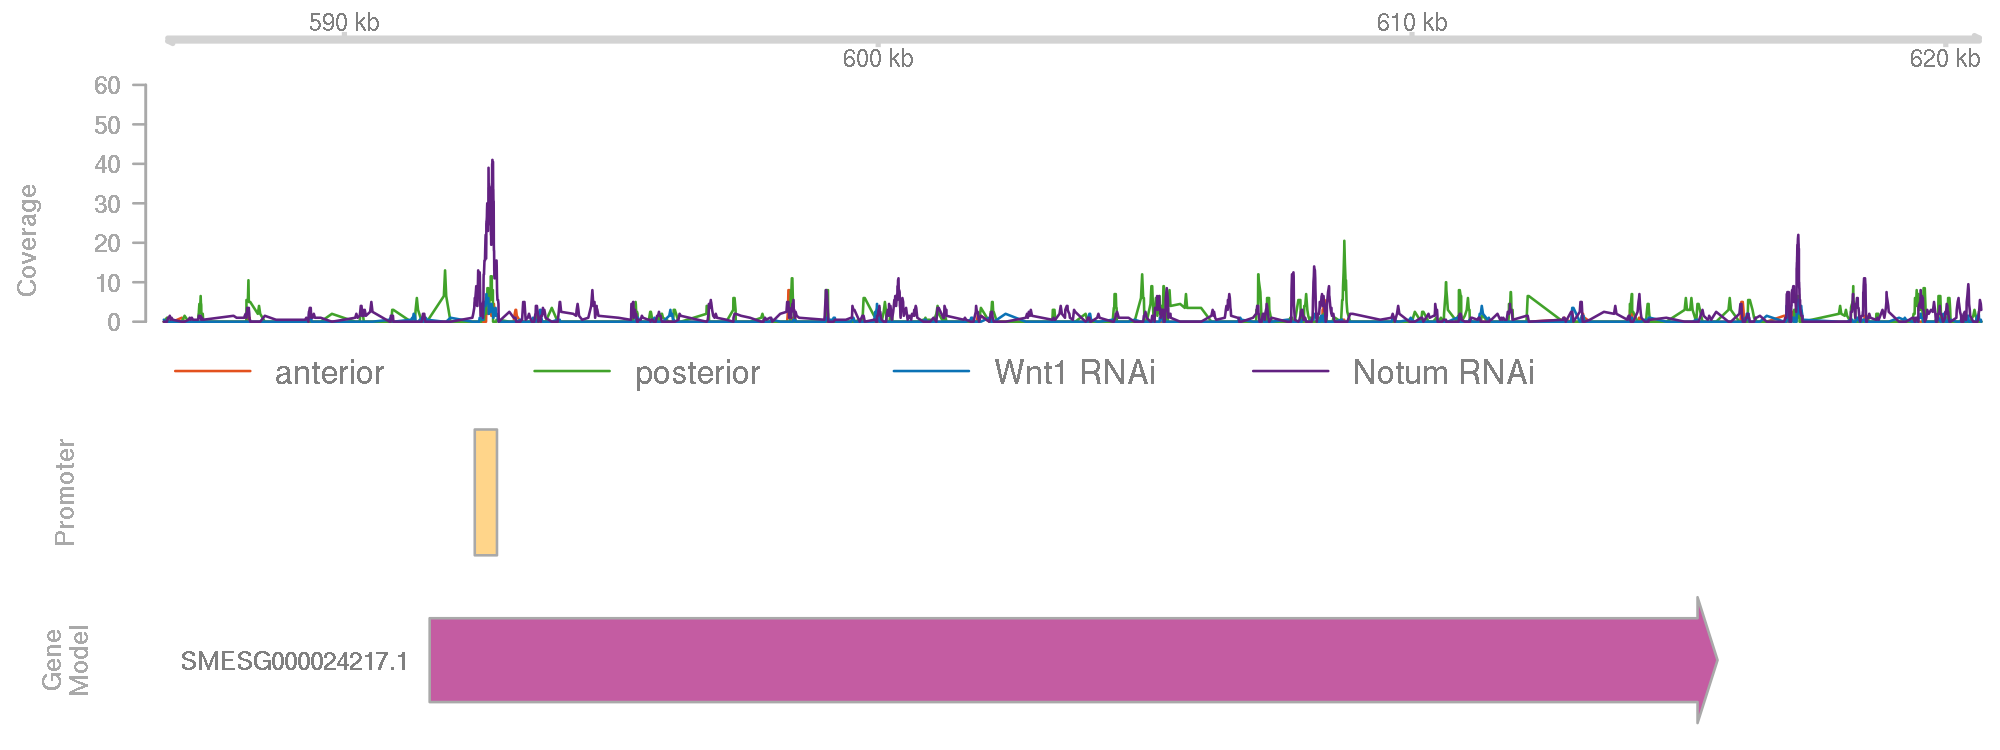 590 kb
610 kb
600 kb
620 kb
60
50
40
30
20
10
0
Coverage
anterior
posterior
Wnt1 RNAi
Notum RNAi
Promoter
Gene
Model
SMESG000024217.1